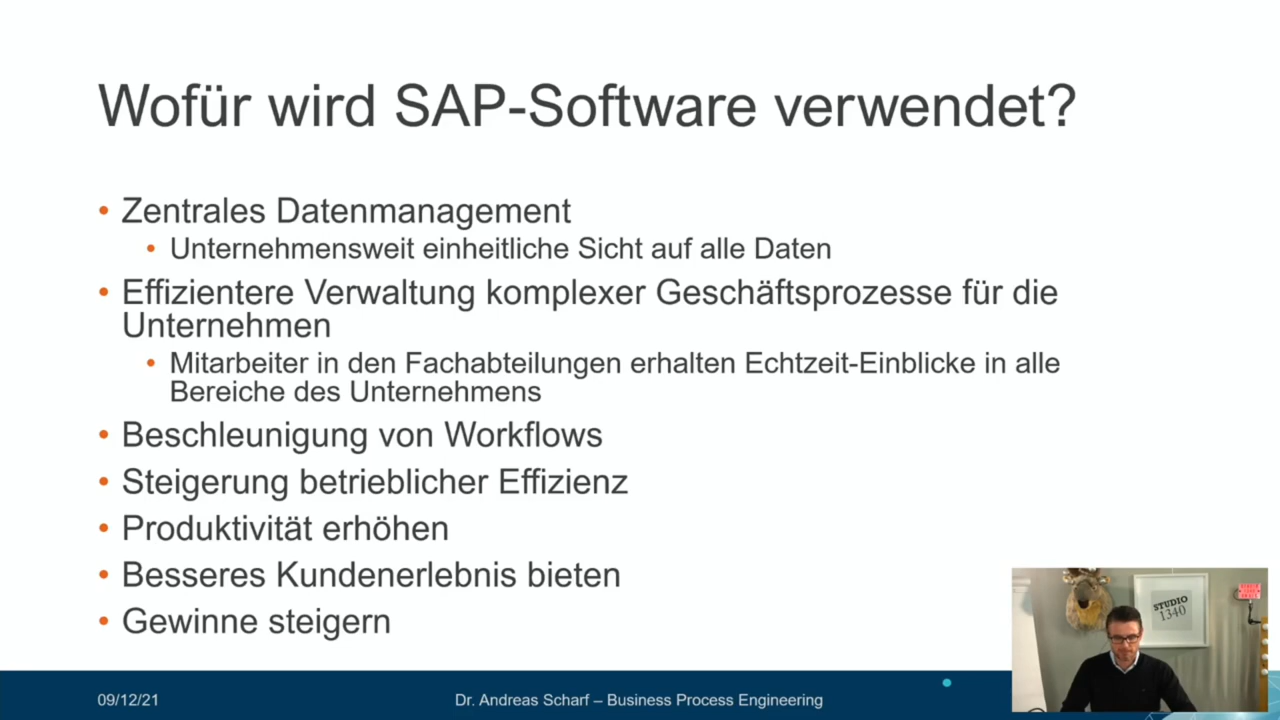 Wofür wird SAP-Software verwendet?
• Zentrales Datenmanagement
• Unternehmensweit einheitliche Sicht auf alle Daten
• Effizientere Verwaltung komplexer Geschäftsprozesse für die
Unternehmen
• Mitarbeiter in den Fachabteilungen erhalten Echtzeit-Einblicke in alle
Bereiche des Unternehmens
• Beschleunigung von Workflows
• Steigerung betrieblicher Effizienz
• Produktivität erhöhen
• Besseres Kundenerlebnis bieten
• Gewinne steigern
STUDIO
1340
09/12/21
Dr. Andreas Scharf – Business Process Engineering